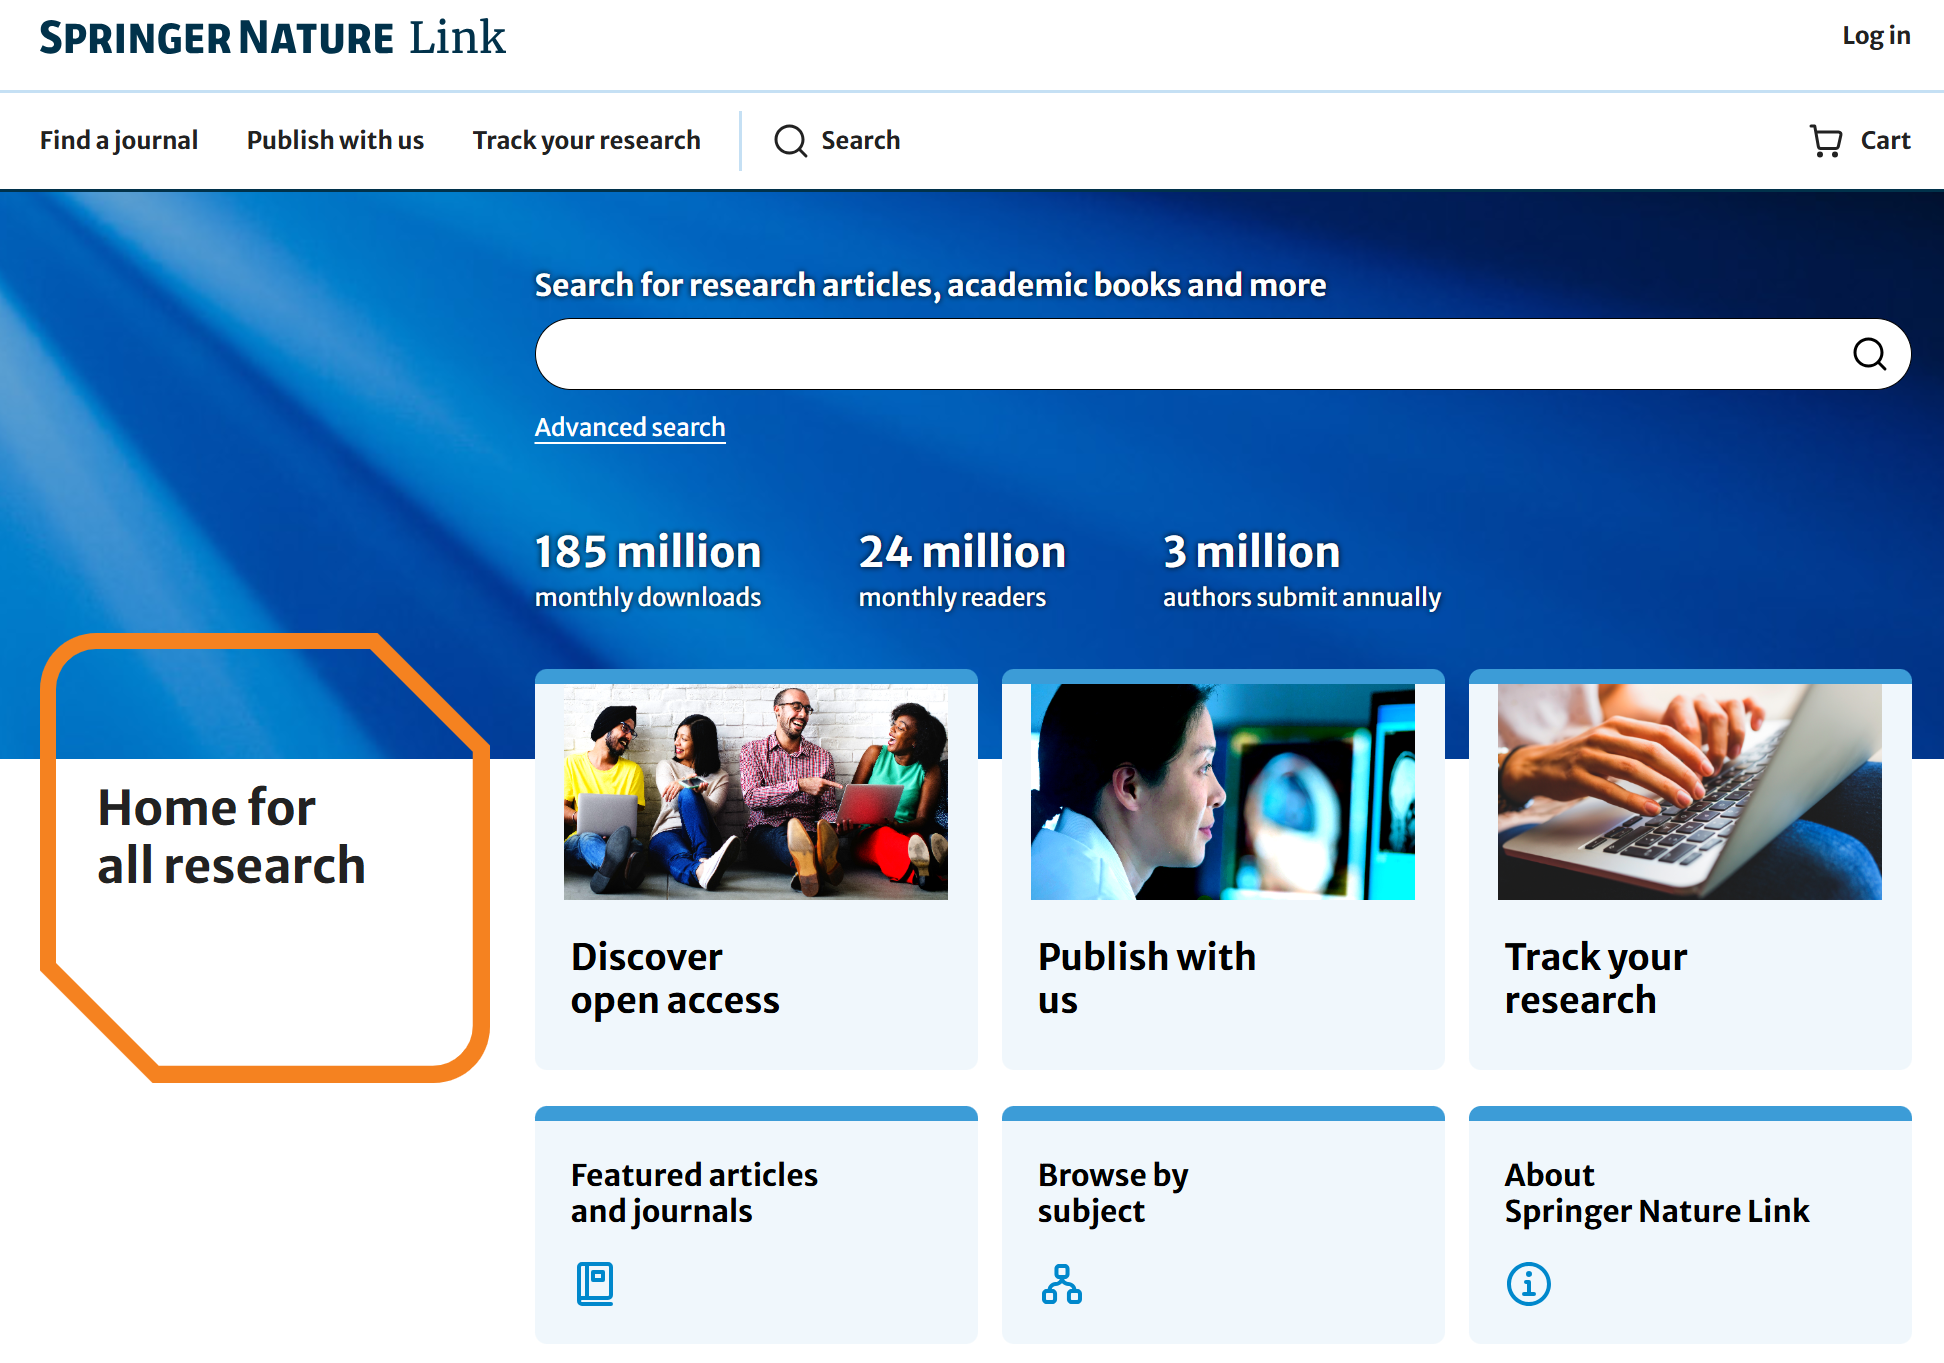 SPRINGER NATURE Link
Log in
Find a journal
Publish with us
Track your research
Search
Cart
Search for research articles, academic books and more
Advanced search
185 million
monthly downloads
24 million
monthly readers
3 million
authors submit annually
Home for
all research
Discover
open access
Publish with
us
Track your
research
Featured articles
and journals
Browse by
subject
About
Springer Nature Link